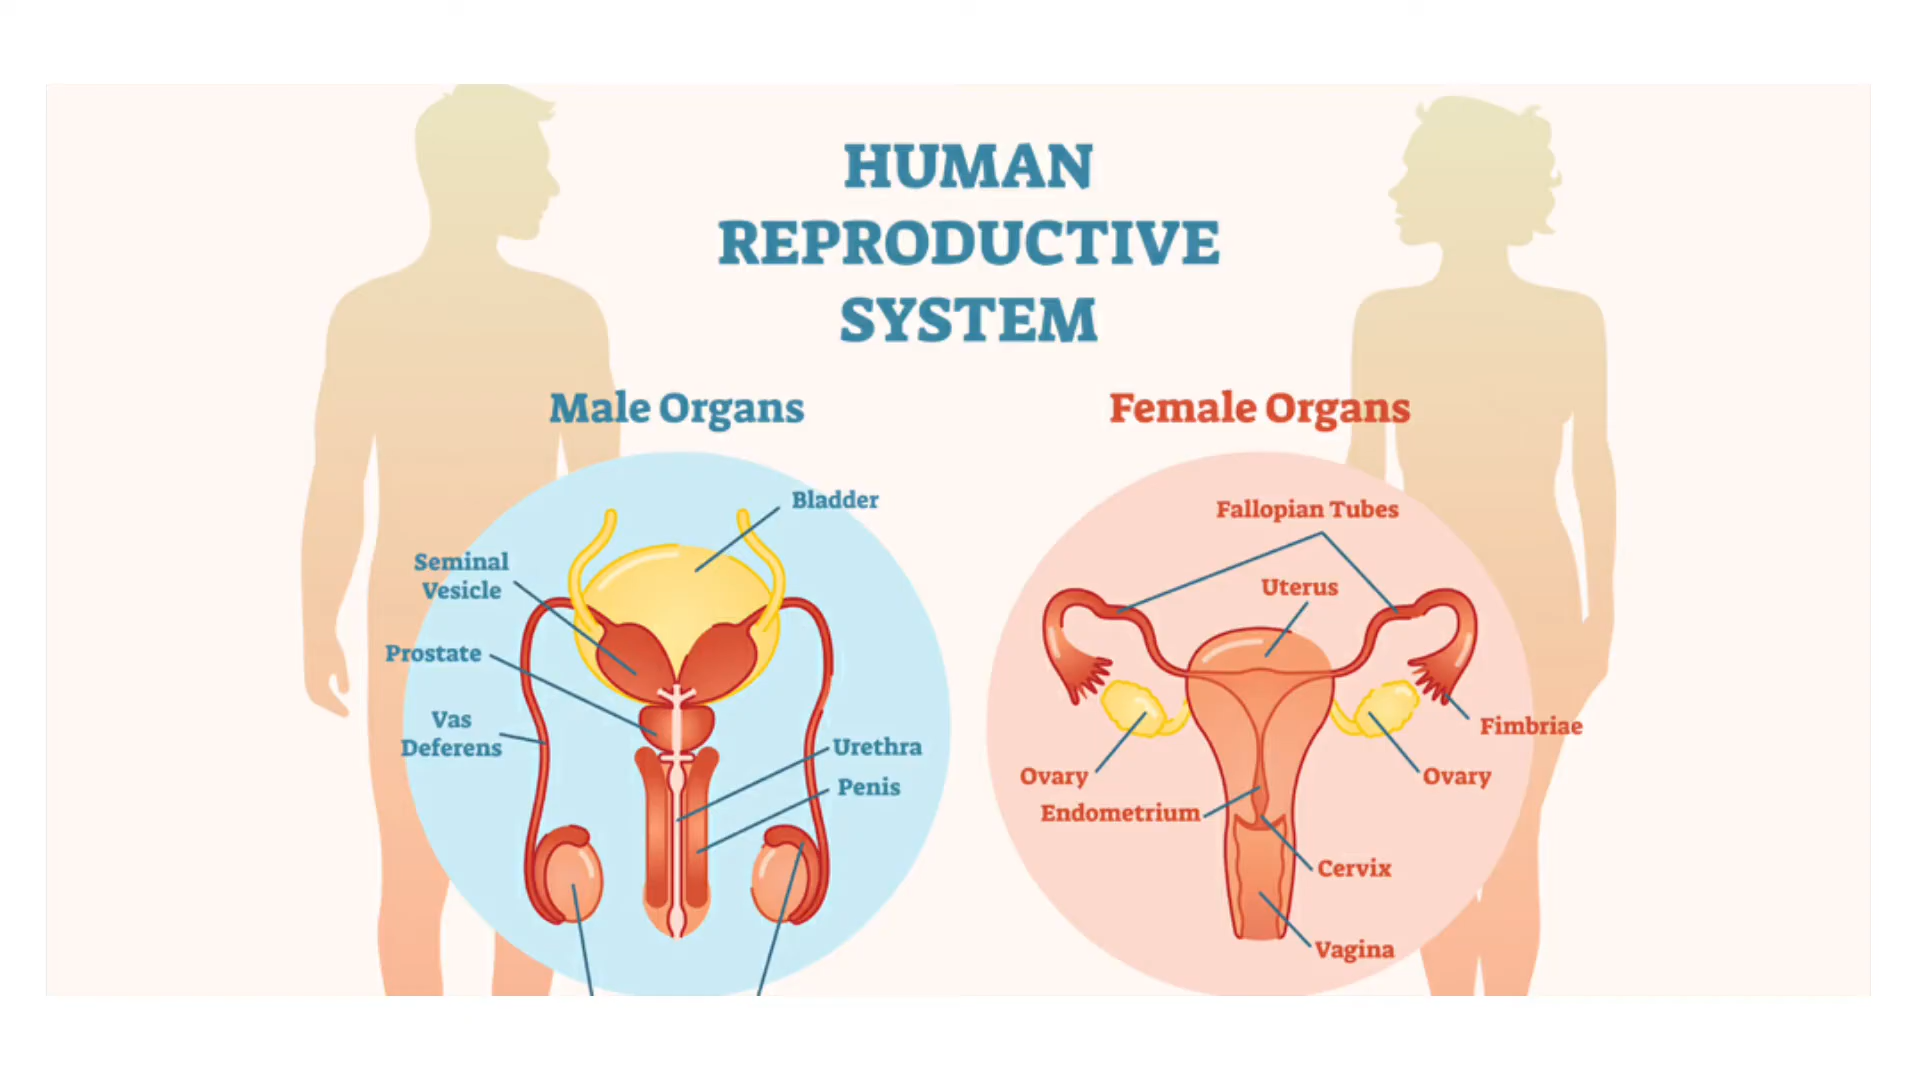 HUMAN
REPRODUCTIVE
SYSTEM
Male Organs
Bladder
Seminal
Vesicle
Prostate
Vas
Deferens
Urethra
Penis
Female Organs
Fallopian Tubes
Uterus
Fimbriae
Ovary
Ovary
Endometrium
Cervix
Vagina